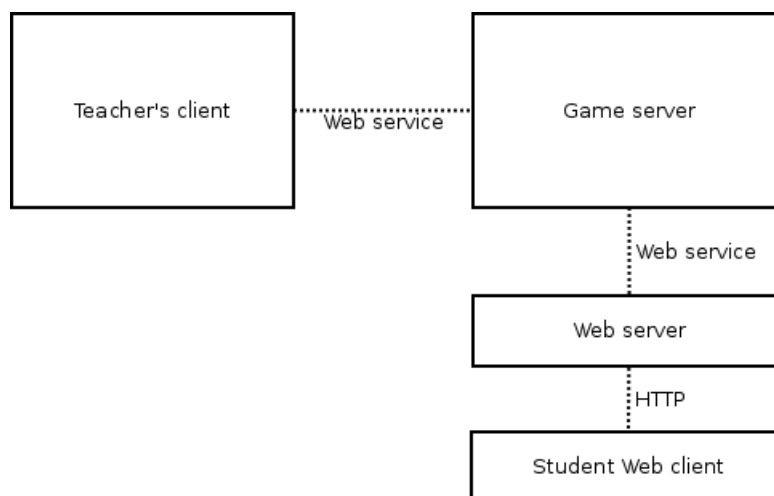 Teacher's client
Web service
Game server
Web service
Web server
HTTP
Student Web client